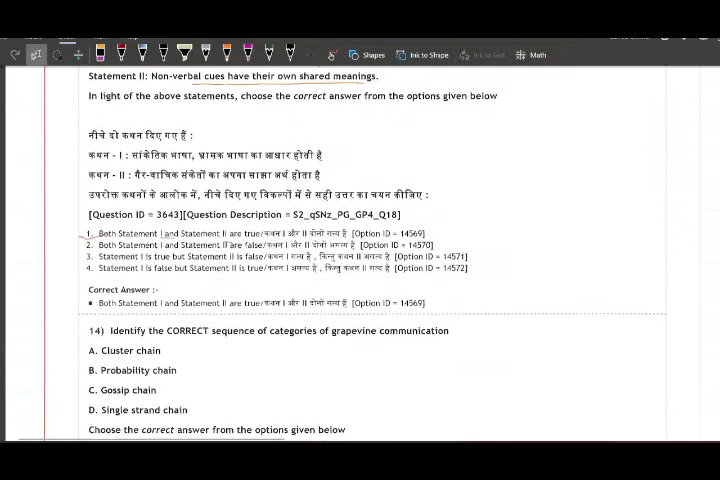 Shapes Ink to Shape Ink to Text Math
Statement II: Non-verbal cues have their own shared meanings.
In light of the above statements, choose the correct answer from the options given below
नीचे दो कथन दिए गए हैं :
कथन - I : सांकेतिक भाषा, भ्रामक भाषा का आधार होती है
कथन - II : गैर-वाचिक संकेतों का अपना साझा अर्थ होता है
उपरोक्त कथनों के आलोक में, नीचे दिए गए विकल्पों में से सही उत्तर का चयन कीजिए :
[Question ID = 3643][Question Description = S2_qSNz_PG_GP4_Q18]
1. Both Statement I and Statement II are true/कथन I और II दोनों सत्य हैं [Option ID = 14569]
2. Both Statement I and Statement II are false/कथन I और II दोनों असत्य हैं [Option ID = 14570]
3. Statement I is true but Statement II is false/कथन I सत्य है , किन्तु कथन II असत्य है [Option ID = 14571]
4. Statement I is false but Statement II is true/कथन I असत्य है , किन्तु कथन II सत्य है [Option ID = 14572]
Correct Answer :-
• Both Statement I and Statement II are true/कथन I और II दोनों सत्य हैं [Option ID = 14569]
14) Identify the CORRECT sequence of categories of grapevine communication
A. Cluster chain
B. Probability chain
C. Gossip chain
D. Single strand chain
Choose the correct answer from the options given below